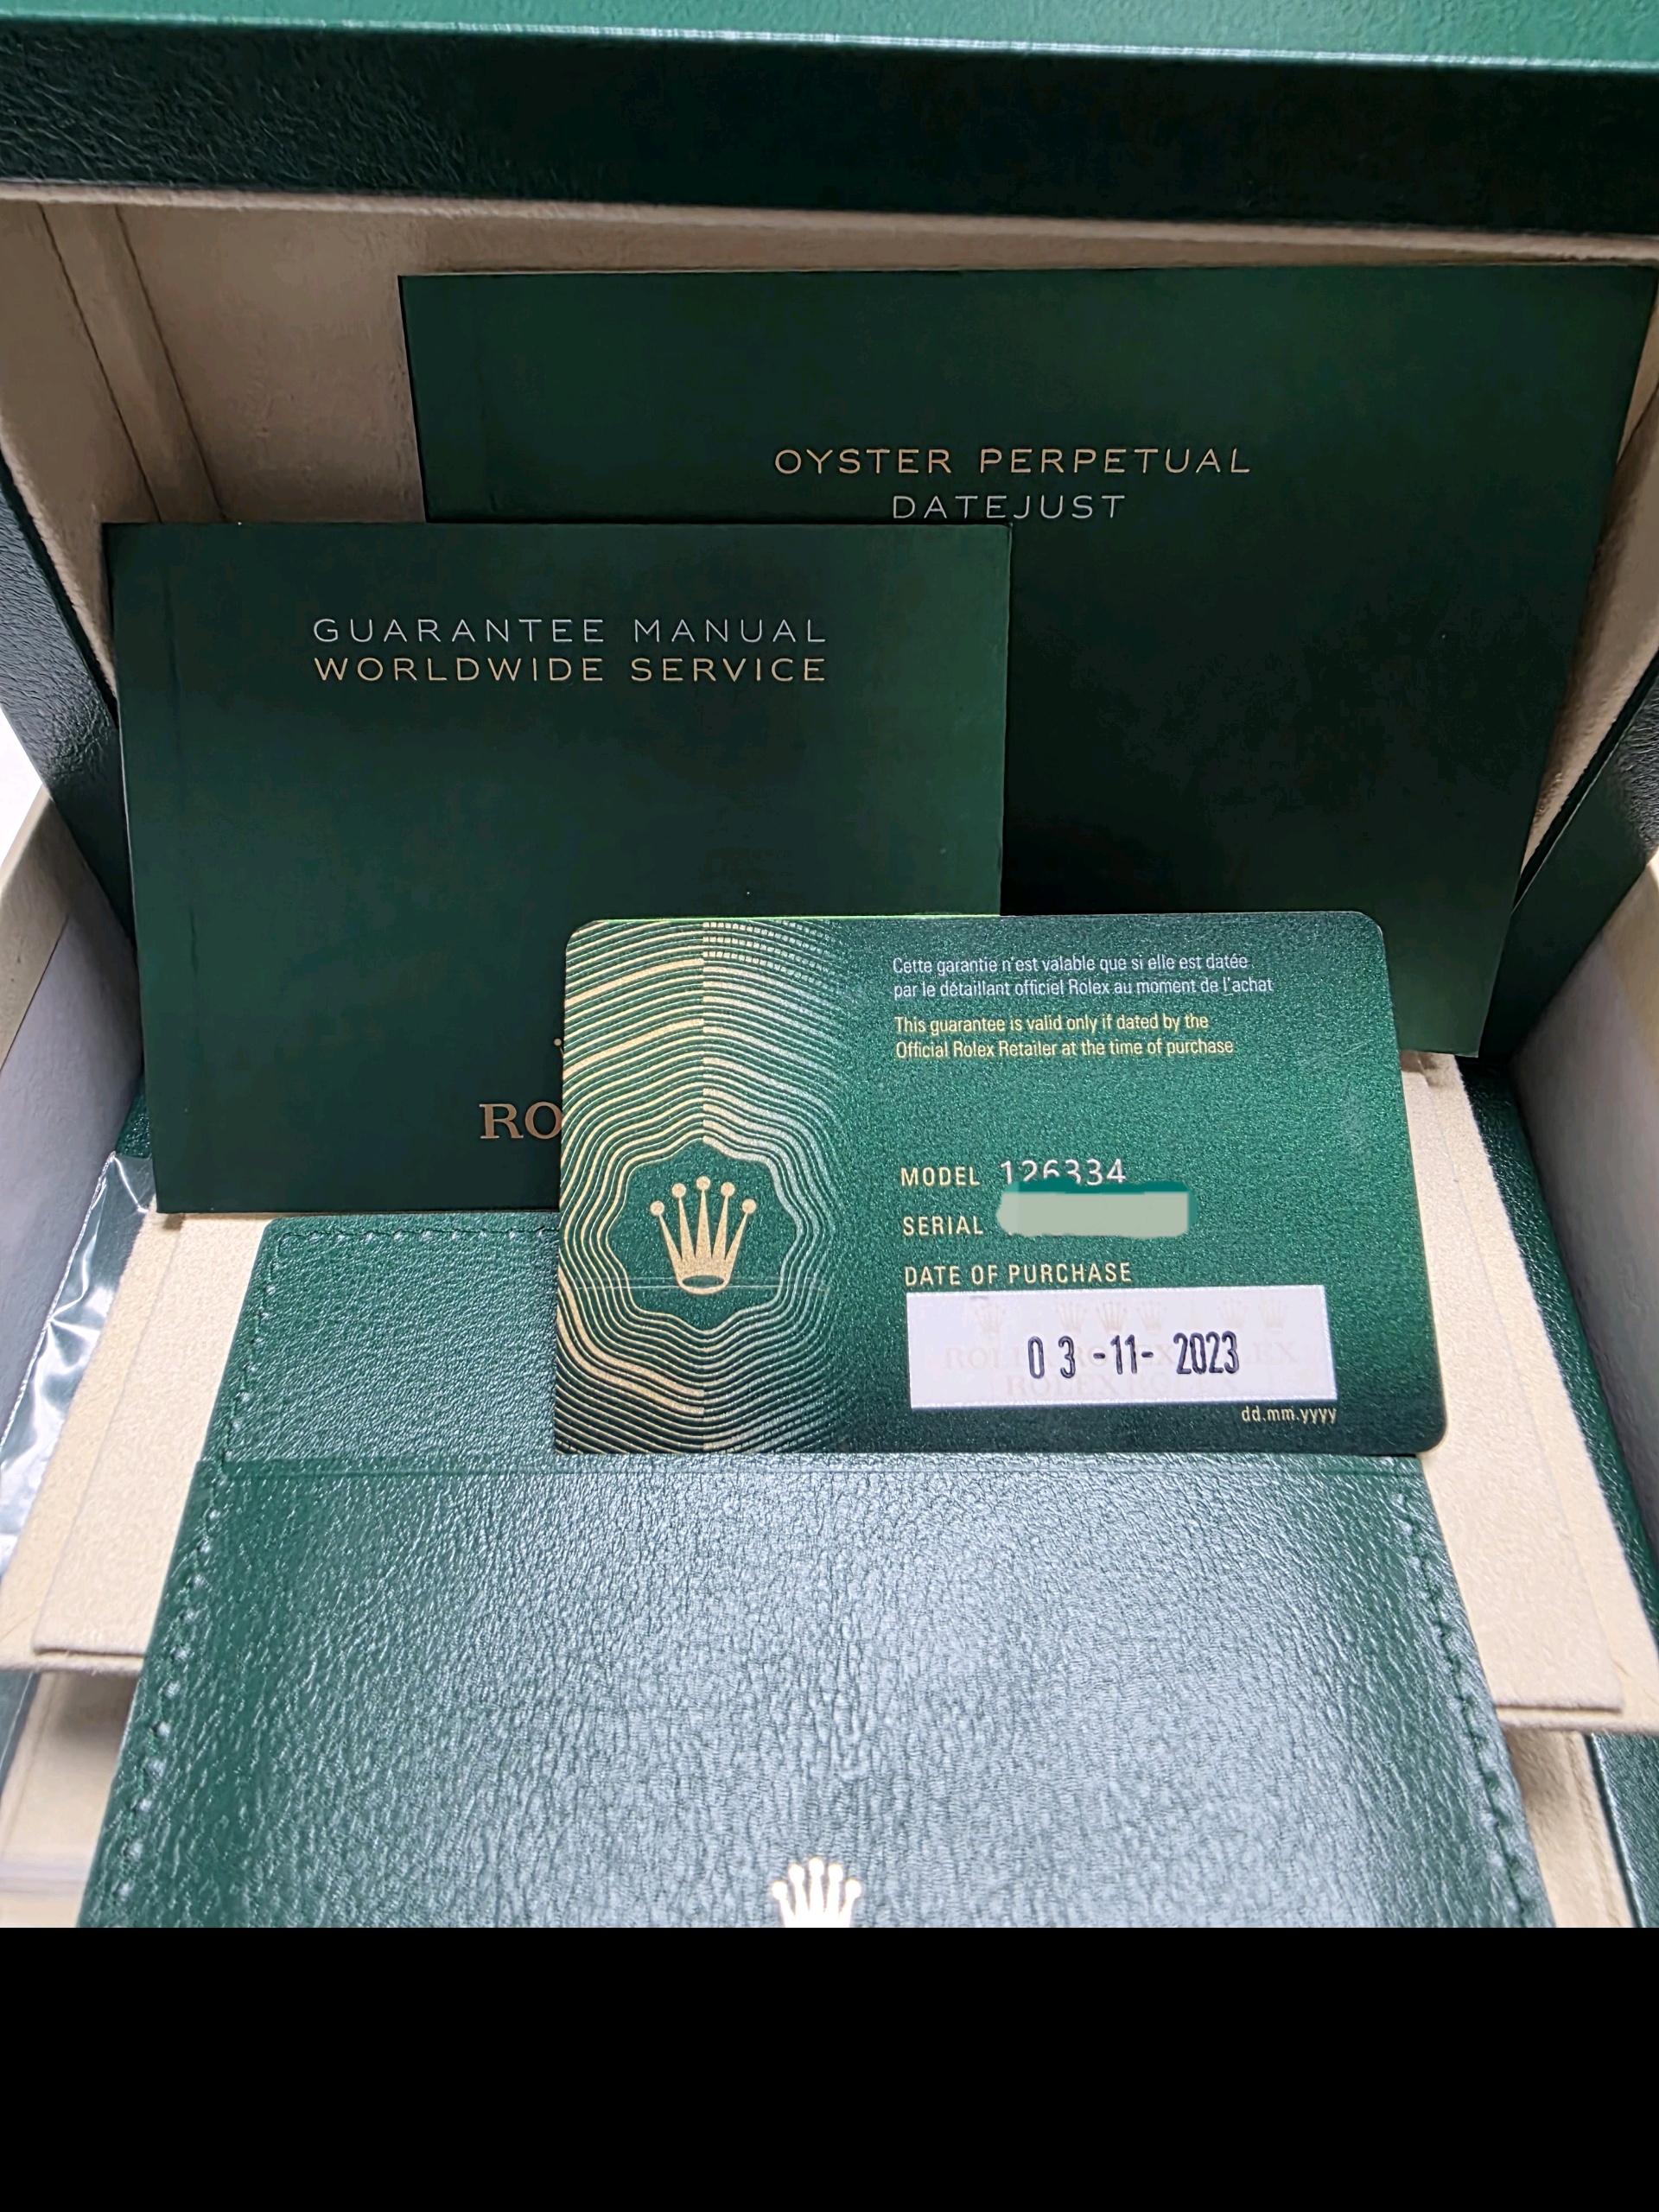 OYSTER PERPETUAL
DATEJUST
GUARANTEE MANUAL
WORLDWIDE SERVICE
RO
Cette garantie n'est valable que si elle est datée
par le détaillant officiel Rolex au moment de l'achat
This guarantee is valid only if dated by the
Official Rolex Retailer at the time of purchase
MODEL 126334
SERIAL
DATE OF PURCHASE
03-11-2023
dd.mm.yyyy